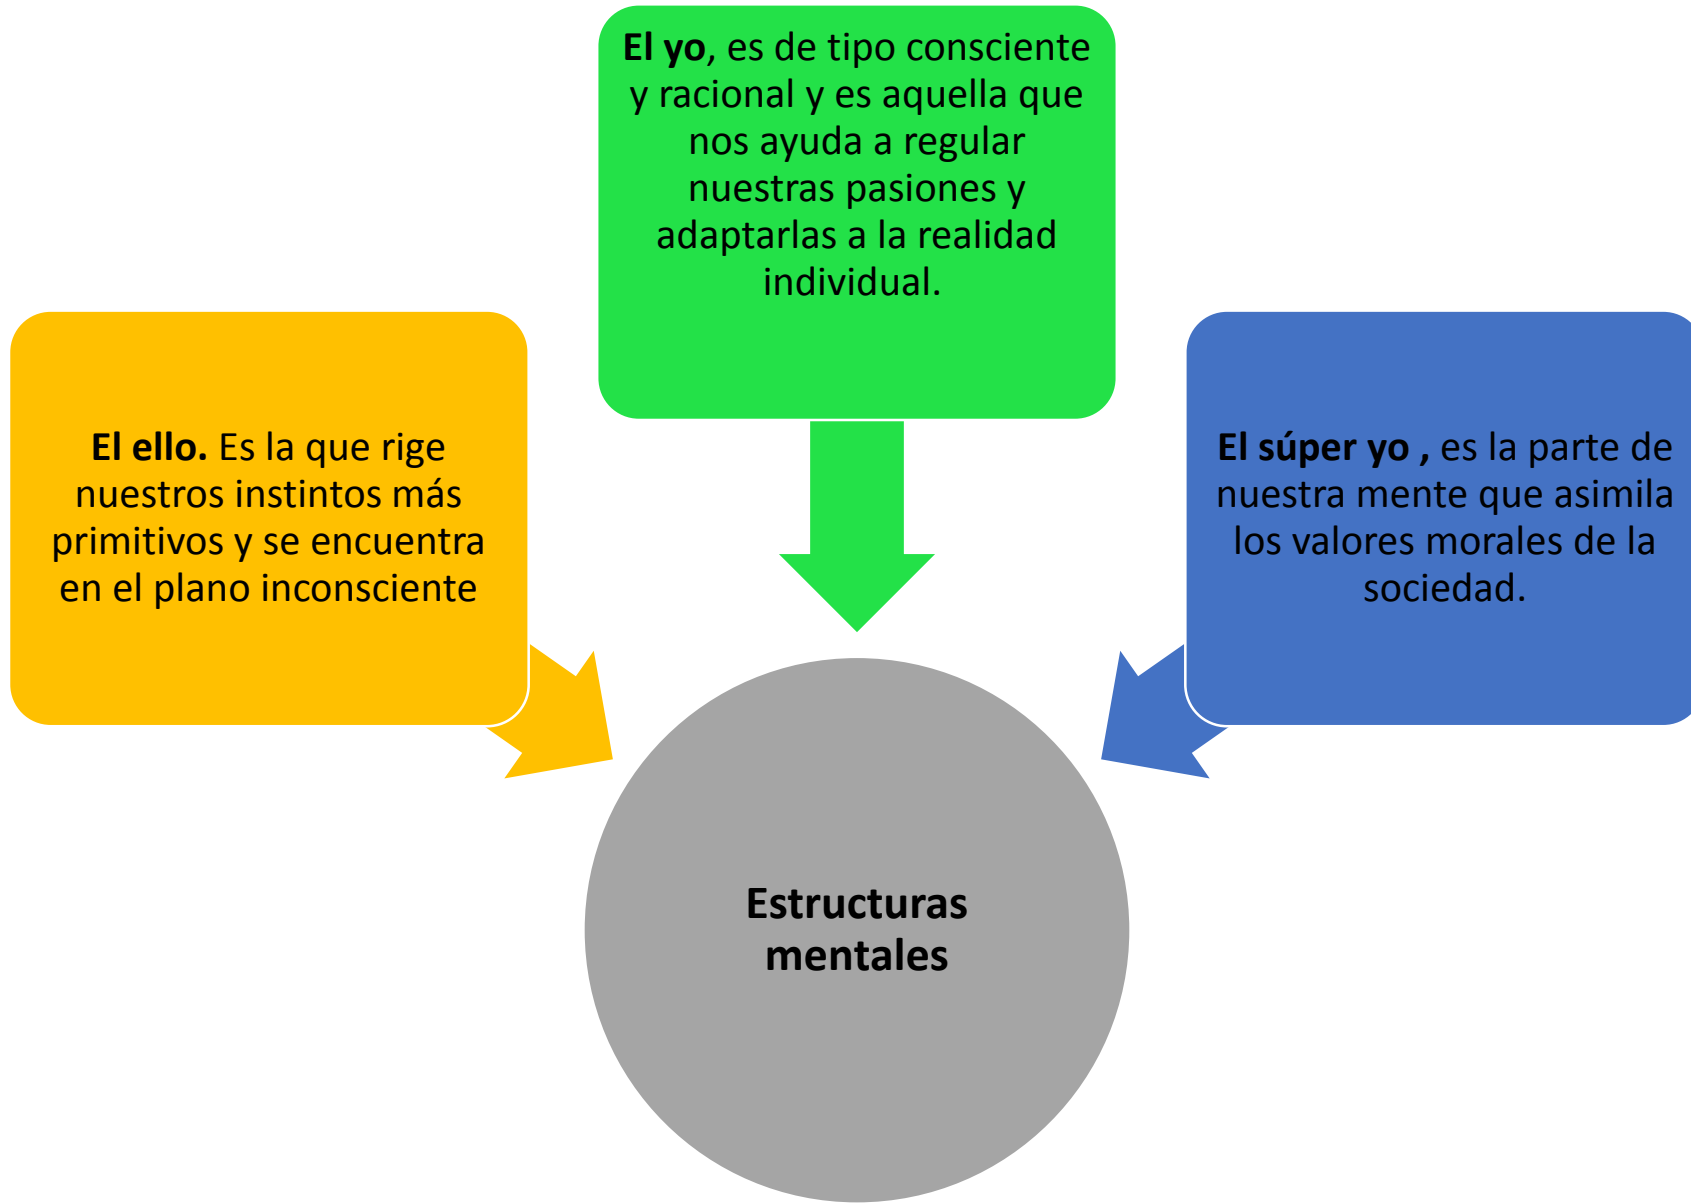 El yo, es de tipo consciente
y racional y es aquella que
nos ayuda a regular
nuestras pasiones y
adaptarlas a la realidad
individual.
El ello. Es la que rige
nuestros instintos más
primitivos y se encuentra
en el plano inconsciente
El súper yo , es la parte de
nuestra mente que asimila
los valores morales de la
sociedad.
Estructuras
mentales